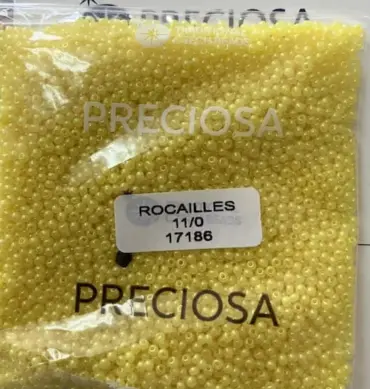 PRECIOSA
PRECIOSA
ROCAILLES
11/0
17186
PRECIOSA